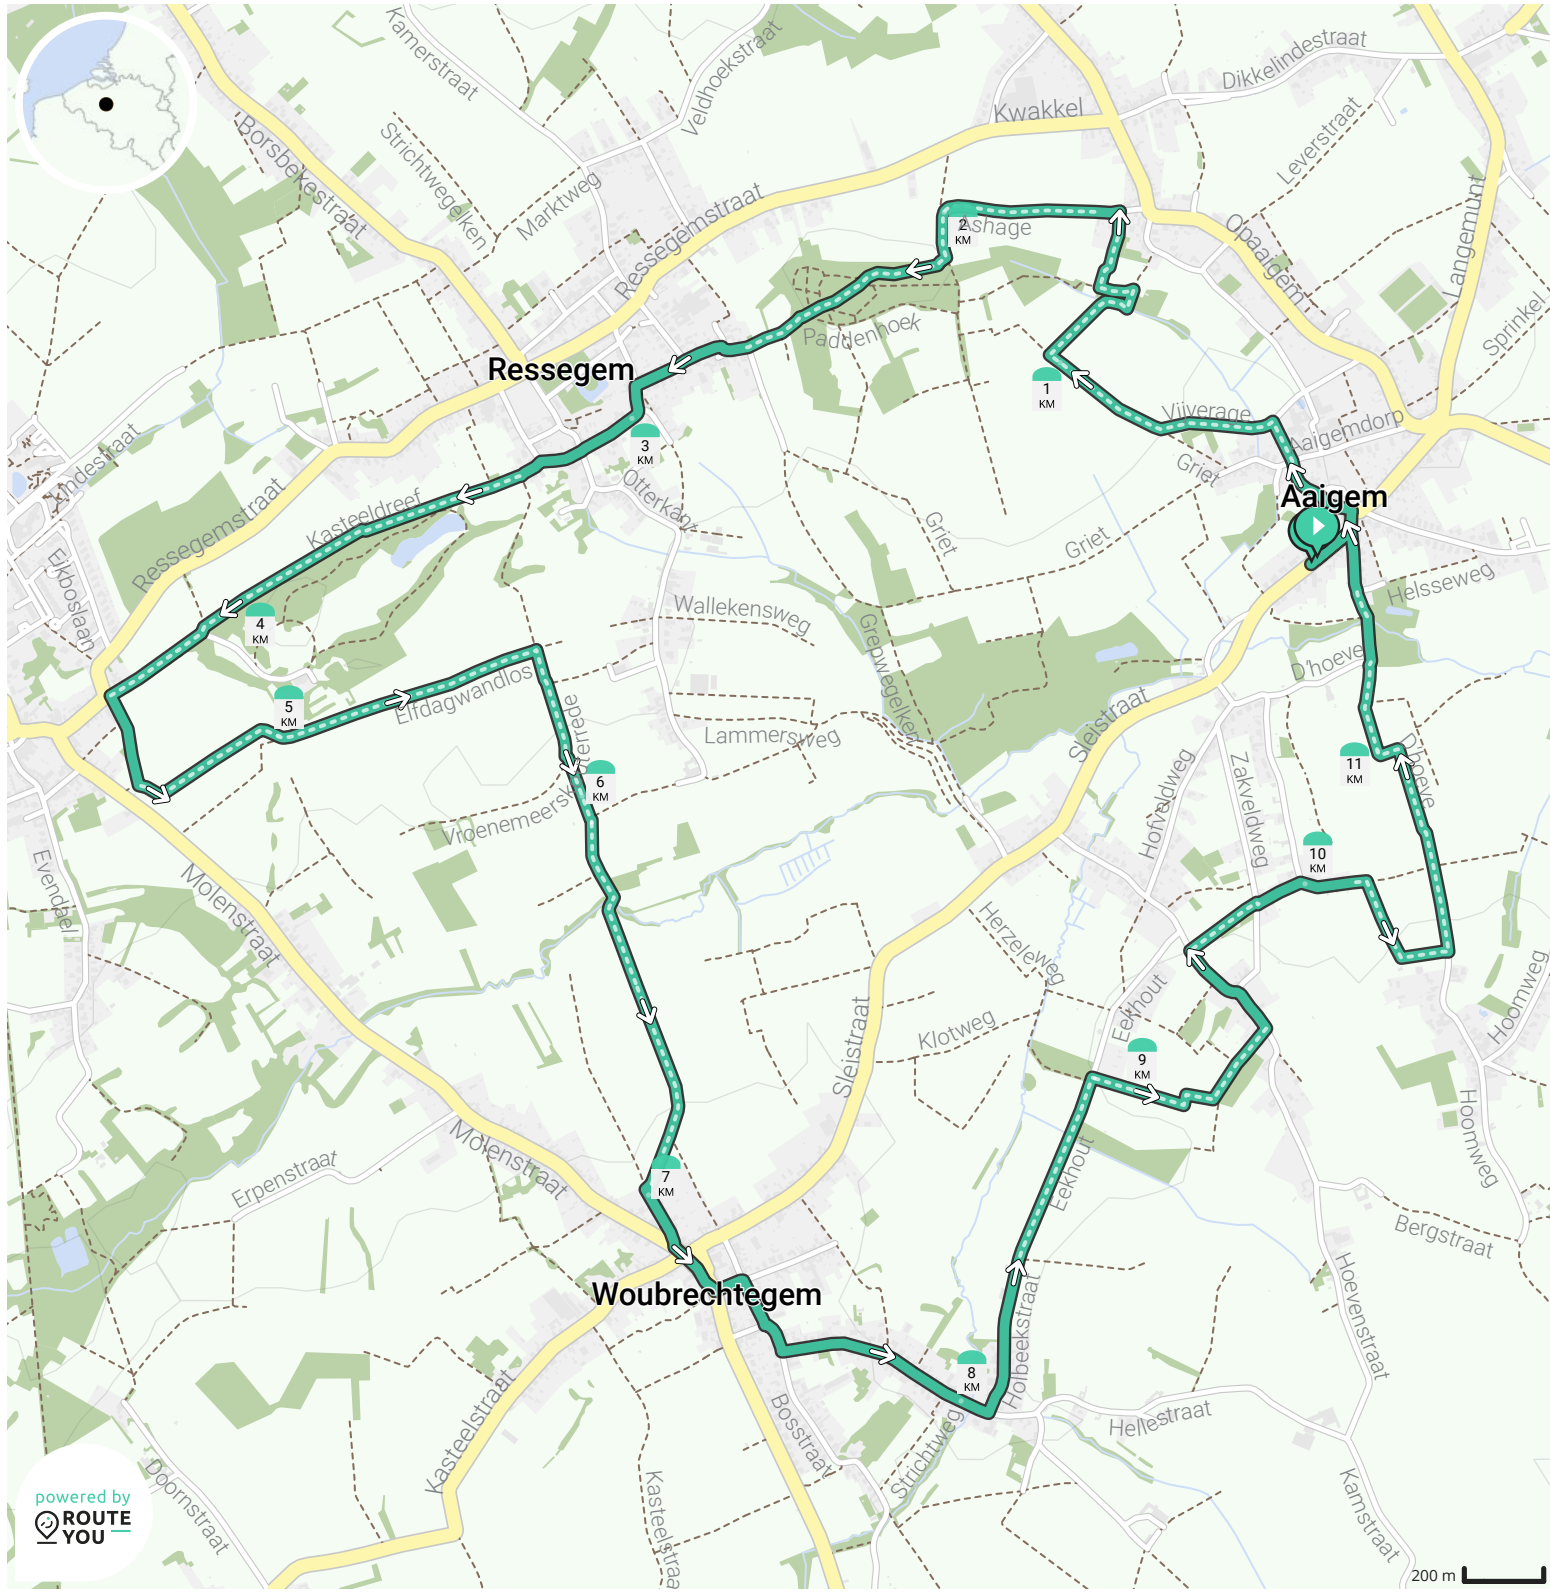 Kamerstraat
Veldhoekstraat
Dikkelindestraat
Kwakkel
Borsbekestraat
Strichtwegelken
Marktweg
Leverstraat
Langemunt
Ressegemstraat
Opaaigem
2
KM
Ashage
Sprinkel
Paddenhoek
Ressegem
1
KM
Vijverage
Aaigemdorp
3
KM
Griet
Lindestraat
Kasteeldreef
Otterkant
Aaigem
Ressegemstraat
Griet
Griet
Eikboslaan
Helsseweg
4
KM
Wallekensweg
Grepwegelken
D'hoeve
5
KM
Elfdagwandlos
Sleistraat
Lammersweg
D'hoeve
11
KM
6
KM
Hofveldweg
Zakveldweg
Vroenemeersk
10
KM
Evendael
Molenstraat
Herzeleweg
Hoomweg
Eekhout
Klotweg
Sleistraat
9
KM
Hoomweg
Molenstraat
Eekhout
Erpenstraat
7
KM
Bergstraat
Hoevenstraat
Woubrechtegem
Holbeekstraat
8
KM
Kasteelstraat
Bosstraat
Strichtweg
Hellestraat
Doornstraat
Kasteelstraat
Kamstraat
powered by
ROUTE
YOU
200 m